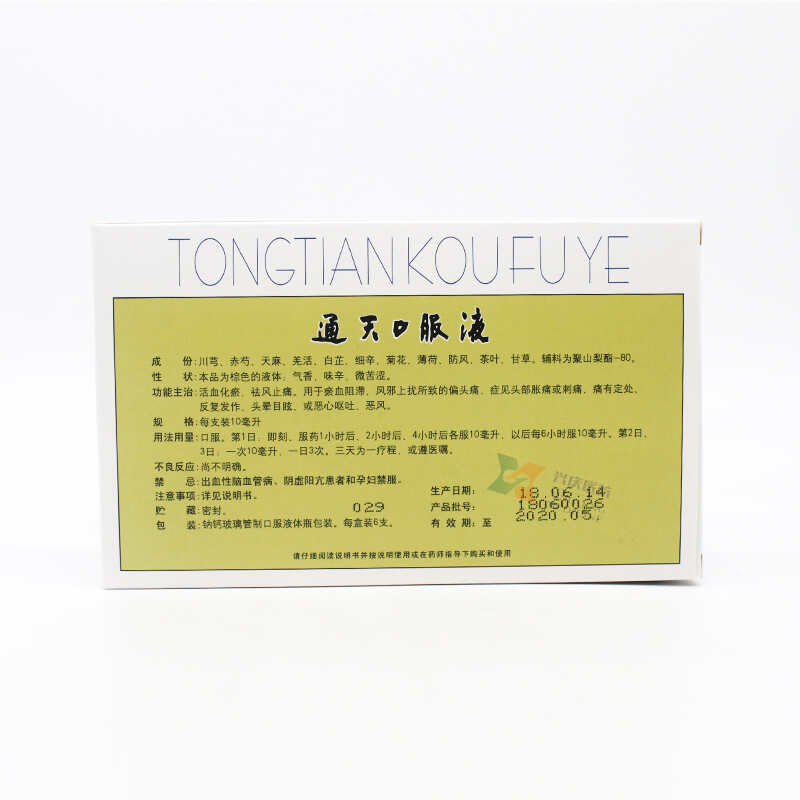 TONGTIANKOUFUYE
通天口服液
成　份:川芎、赤芍、天麻、羌活、白芷、细辛、菊花、薄荷、防风、茶叶、甘草。辅料为聚山梨酯-80。
性　状:本品为棕色的液体;气香、味辛、微苦涩。
功能主治:活血化瘀、祛风止痛。用于瘀血阻滞、风邪上扰所致的偏头痛、症见头部胀痛或刺痛、痛有定处、
反复发作、头晕目眩、或恶心呕吐、恶风。
规　格:每支装10毫升
用法用量:口服。第1日:即刻、服药1小时后、2小时后、4小时后各服10毫升、以后每6小时服10毫升。第2日、
3日:一次10毫升、一日3次。三天为一疗程、或遵医嘱。
不良反应:尚不明确。
禁　忌:出血性脑血管病、阴虚阳亢患者和孕妇禁服。
注意事项:详见说明书。
贮　藏:密封。
029
包　装:钠钙玻璃管制口服液体瓶包装。每盒装6支。
兴庆医药
生产日期: 18.06.14
产品批号: 18060026
有 效 期: 至 2020.05
请仔细阅读说明书并按说明使用或在药师指导下购买和使用